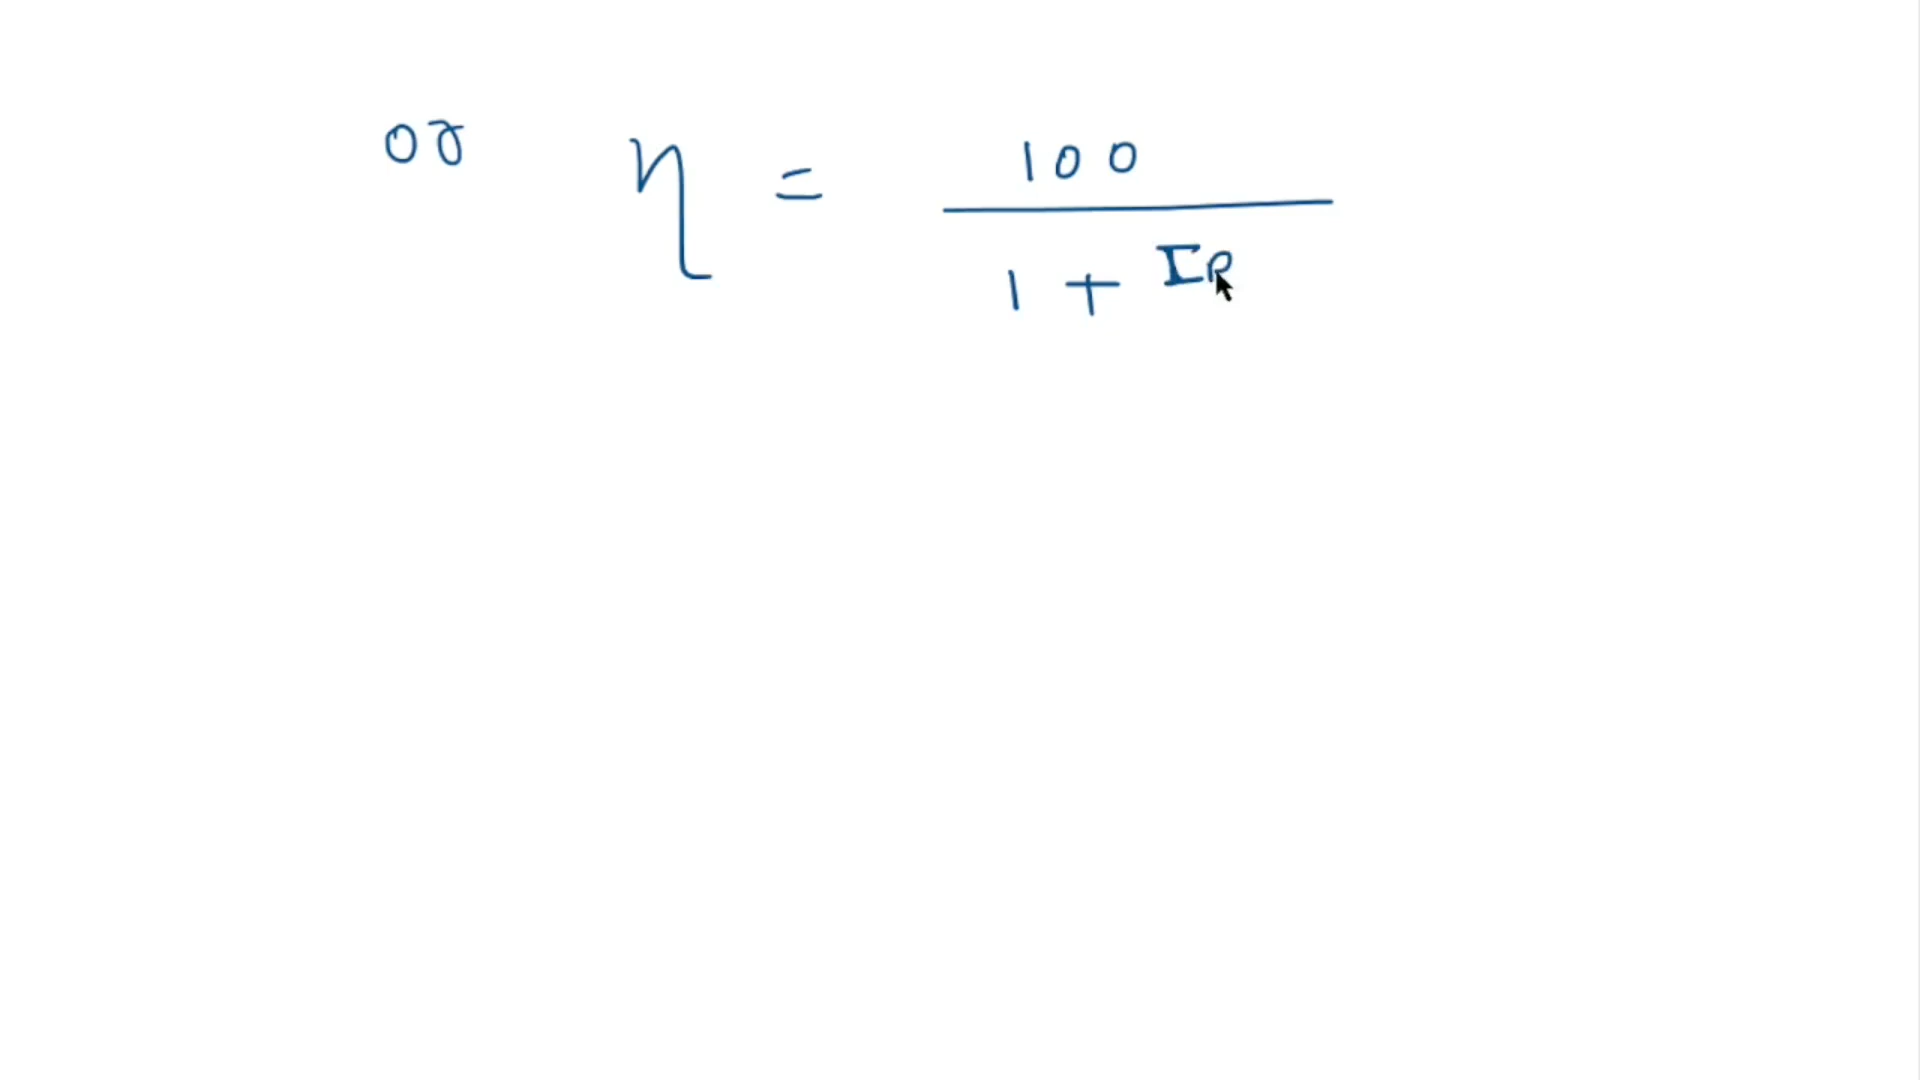 or η = 100 / 1 + IR